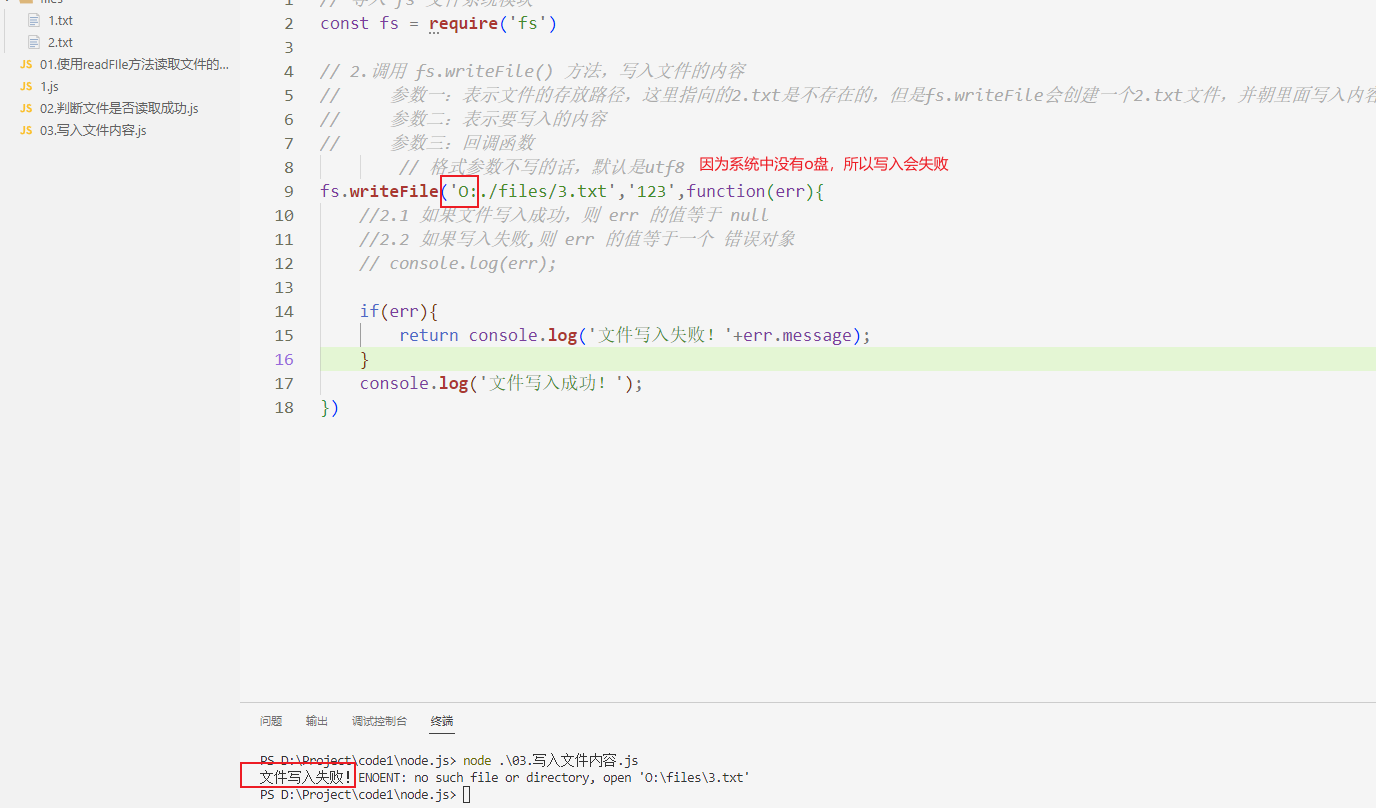 files
1.txt
2.txt
JS 01.使用readFIle方法读取文件的...
JS 1.js
JS 02.判断文件是否读取成功.js
JS 03.写入文件内容.js
1 // 导入 fs 文件系统模块
2 const fs = require('fs')
3
4 // 2.调用 fs.writeFile() 方法，写入文件的内容
5 // 参数一：表示文件的存放路径，这里指向的2.txt是不存在的，但是fs.writeFile会创建一个2.txt文件，并朝里面写入内容
6 // 参数二：表示要写入的内容
7 // 参数三：回调函数
8 // 格式参数不写的话，默认是utf8 因为系统中没有o盘，所以写入会失败
9 fs.writeFile('O:./files/3.txt','123',function(err){
10 //2.1 如果文件写入成功，则 err 的值等于 null
11 //2.2 如果写入失败,则 err 的值等于一个 错误对象
12 // console.log(err);
13
14 if(err){
15 return console.log('文件写入失败！'+err.message);
16 }
17 console.log('文件写入成功！');
18 })
问题 输出 调试控制台 终端
PS D:\Project\code1\node.js> node .\03.写入文件内容.js
文件写入失败！ENOENT: no such file or directory, open 'O:\files\3.txt'
PS D:\Project\code1\node.js>